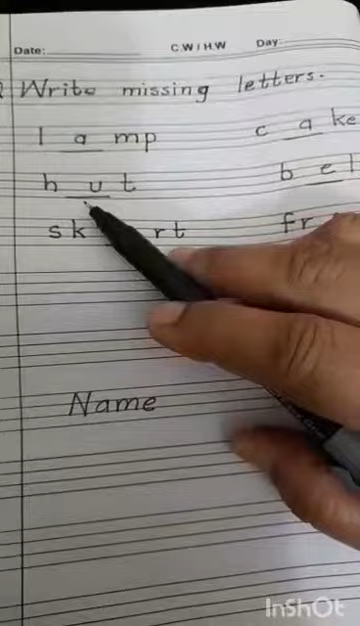 Date: C.W/H.W Day:
Write missing letters.
l a mp c a ke
h u t b e l
sk rt fr
Name
InShOt